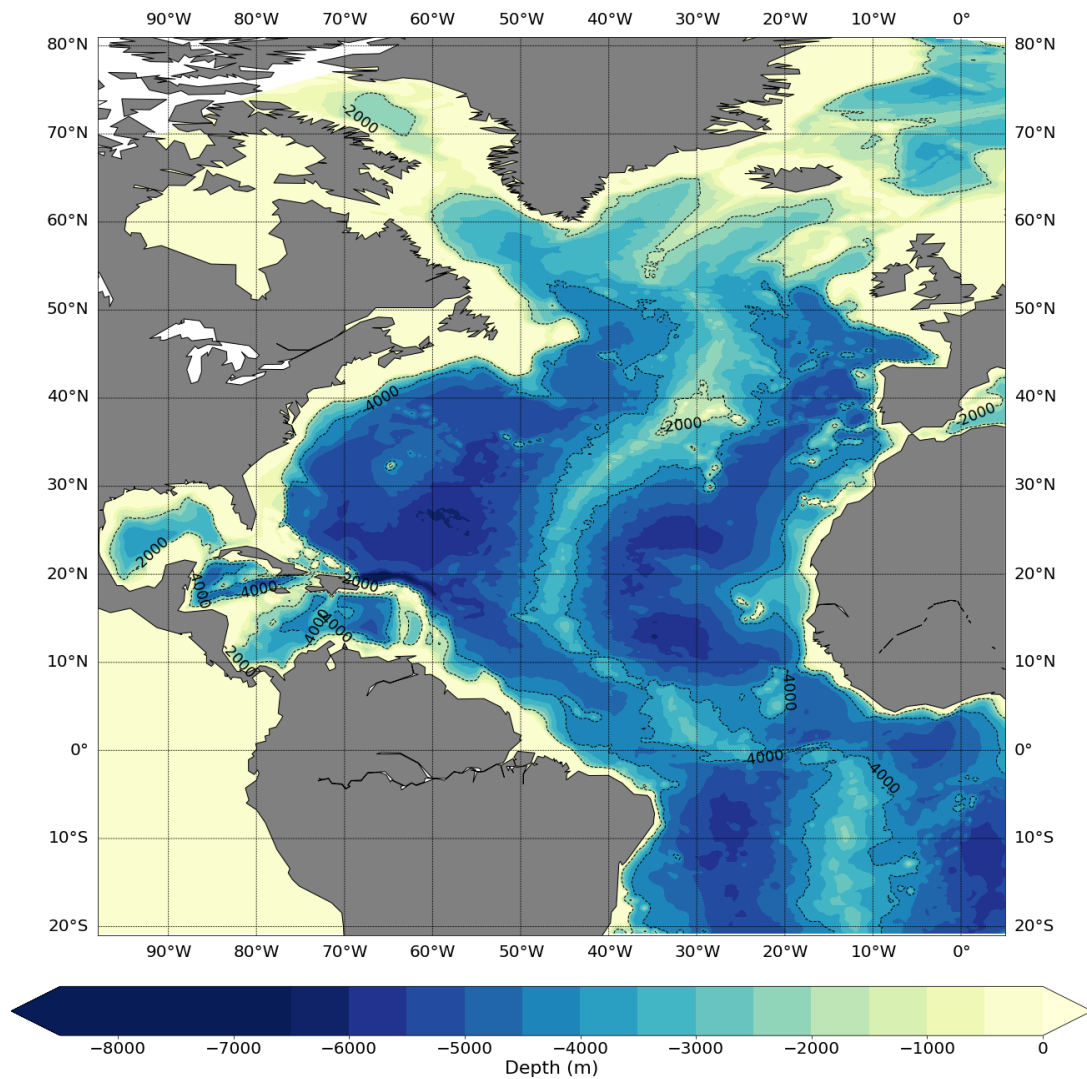 90°W 80°W 70°W 60°W 50°W 40°W 30°W 20°W 10°W 0°
80°N 80°N
2000
70°N 70°N
60°N 60°N
50°N 50°N
-4000
40°N 40°N
-2000
-2000
30°N 30°N
-2000
20°N 20°N
2000
4000
-4000
-4000
4000
2000
10°N 10°N
4000
0° 0°
-4000
-4000
10°S 10°S
20°S 20°S
90°W 80°W 70°W 60°W 50°W 40°W 30°W 20°W 10°W 0°
−8000 −7000 −6000 −5000 −4000 −3000 −2000 −1000 0
Depth (m)